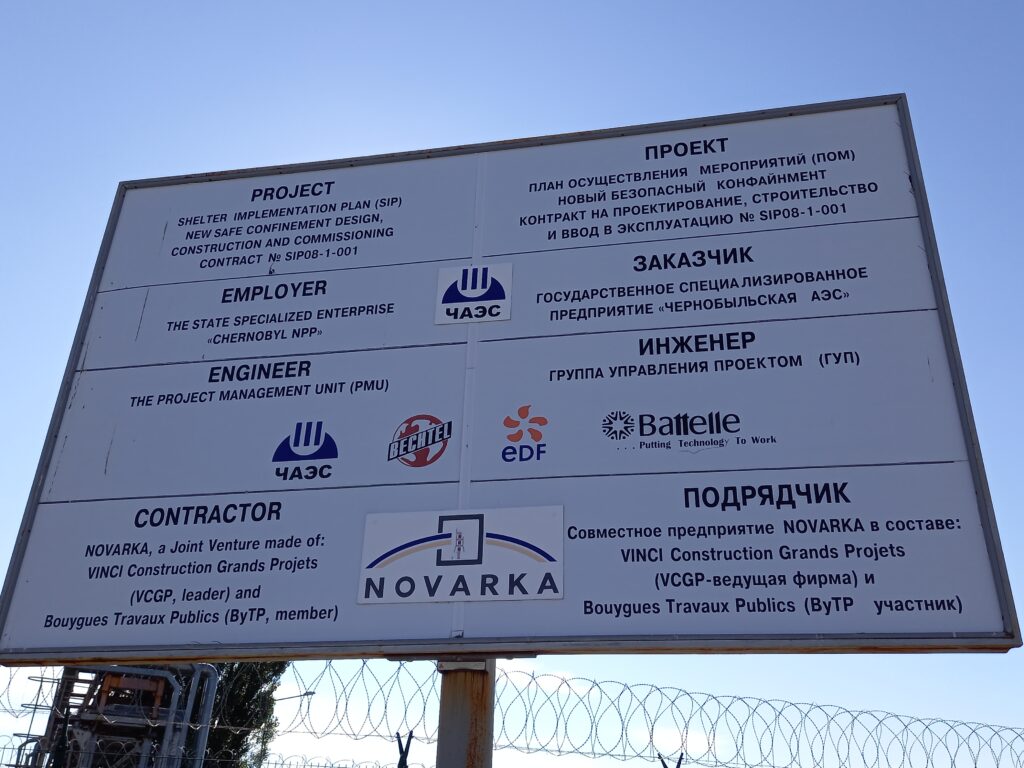 PROJECT
SHELTER IMPLEMENTATION PLAN (SIP)
NEW SAFE CONFINEMENT DESIGN,
CONSTRUCTION AND COMMISSIONING
CONTRACT № SIP08-1-001
ПРОЕКТ
ПЛАН ОСУЩЕСТВЛЕНИЯ МЕРОПРИЯТИЙ (ПОМ)
НОВЫЙ БЕЗОПАСНЫЙ КОНФАЙНМЕНТ
КОНТРАКТ НА ПРОЕКТИРОВАНИЕ, СТРОИТЕЛЬСТВО
И ВВОД В ЭКСПЛУАТАЦИЮ № SIP08-1-001
EMPLOYER
THE STATE SPECIALIZED ENTERPRISE
«CHERNOBYL NPP»
ЧАЭС
ЗАКАЗЧИК
ГОСУДАРСТВЕННОЕ СПЕЦИАЛИЗИРОВАННОЕ
ПРЕДПРИЯТИЕ «ЧЕРНОБЫЛЬСКАЯ АЭС»
ENGINEER
THE PROJECT MANAGEMENT UNIT (PMU)
ИНЖЕНЕР
ГРУППА УПРАВЛЕНИЯ ПРОЕКТОМ (ГУП)
ЧАЭС
BECHTEL
eDF
Battelle
...Putting Technology To Work
CONTRACTOR
NOVARKA, a Joint Venture made of:
VINCI Construction Grands Projets
(VCGP, leader) and
Bouygues Travaux Publics (ByTP, member)
NOVARKA
ПОДРЯДЧИК
Совместное предприятие NOVARKA в составе:
VINCI Construction Grands Projets
(VCGP-ведущая фирма) и
Bouygues Travaux Publics (ByTP участник)